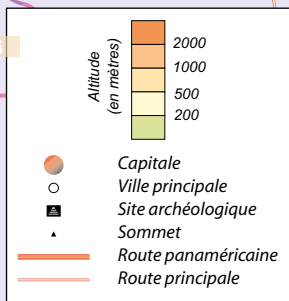 Altitude
(en mètres)
2000
1000
500
200
Capitale
Ville principale
Site archéologique
Sommet
Route panaméricaine
Route principale